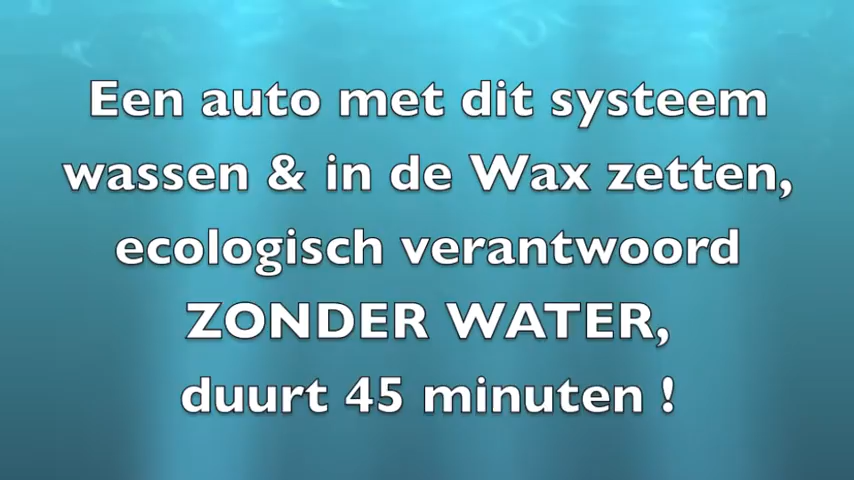 Een auto met dit systeem
wassen & in de Wax zetten,
ecologisch verantwoord
ZONDER WATER,
duurt 45 minuten !